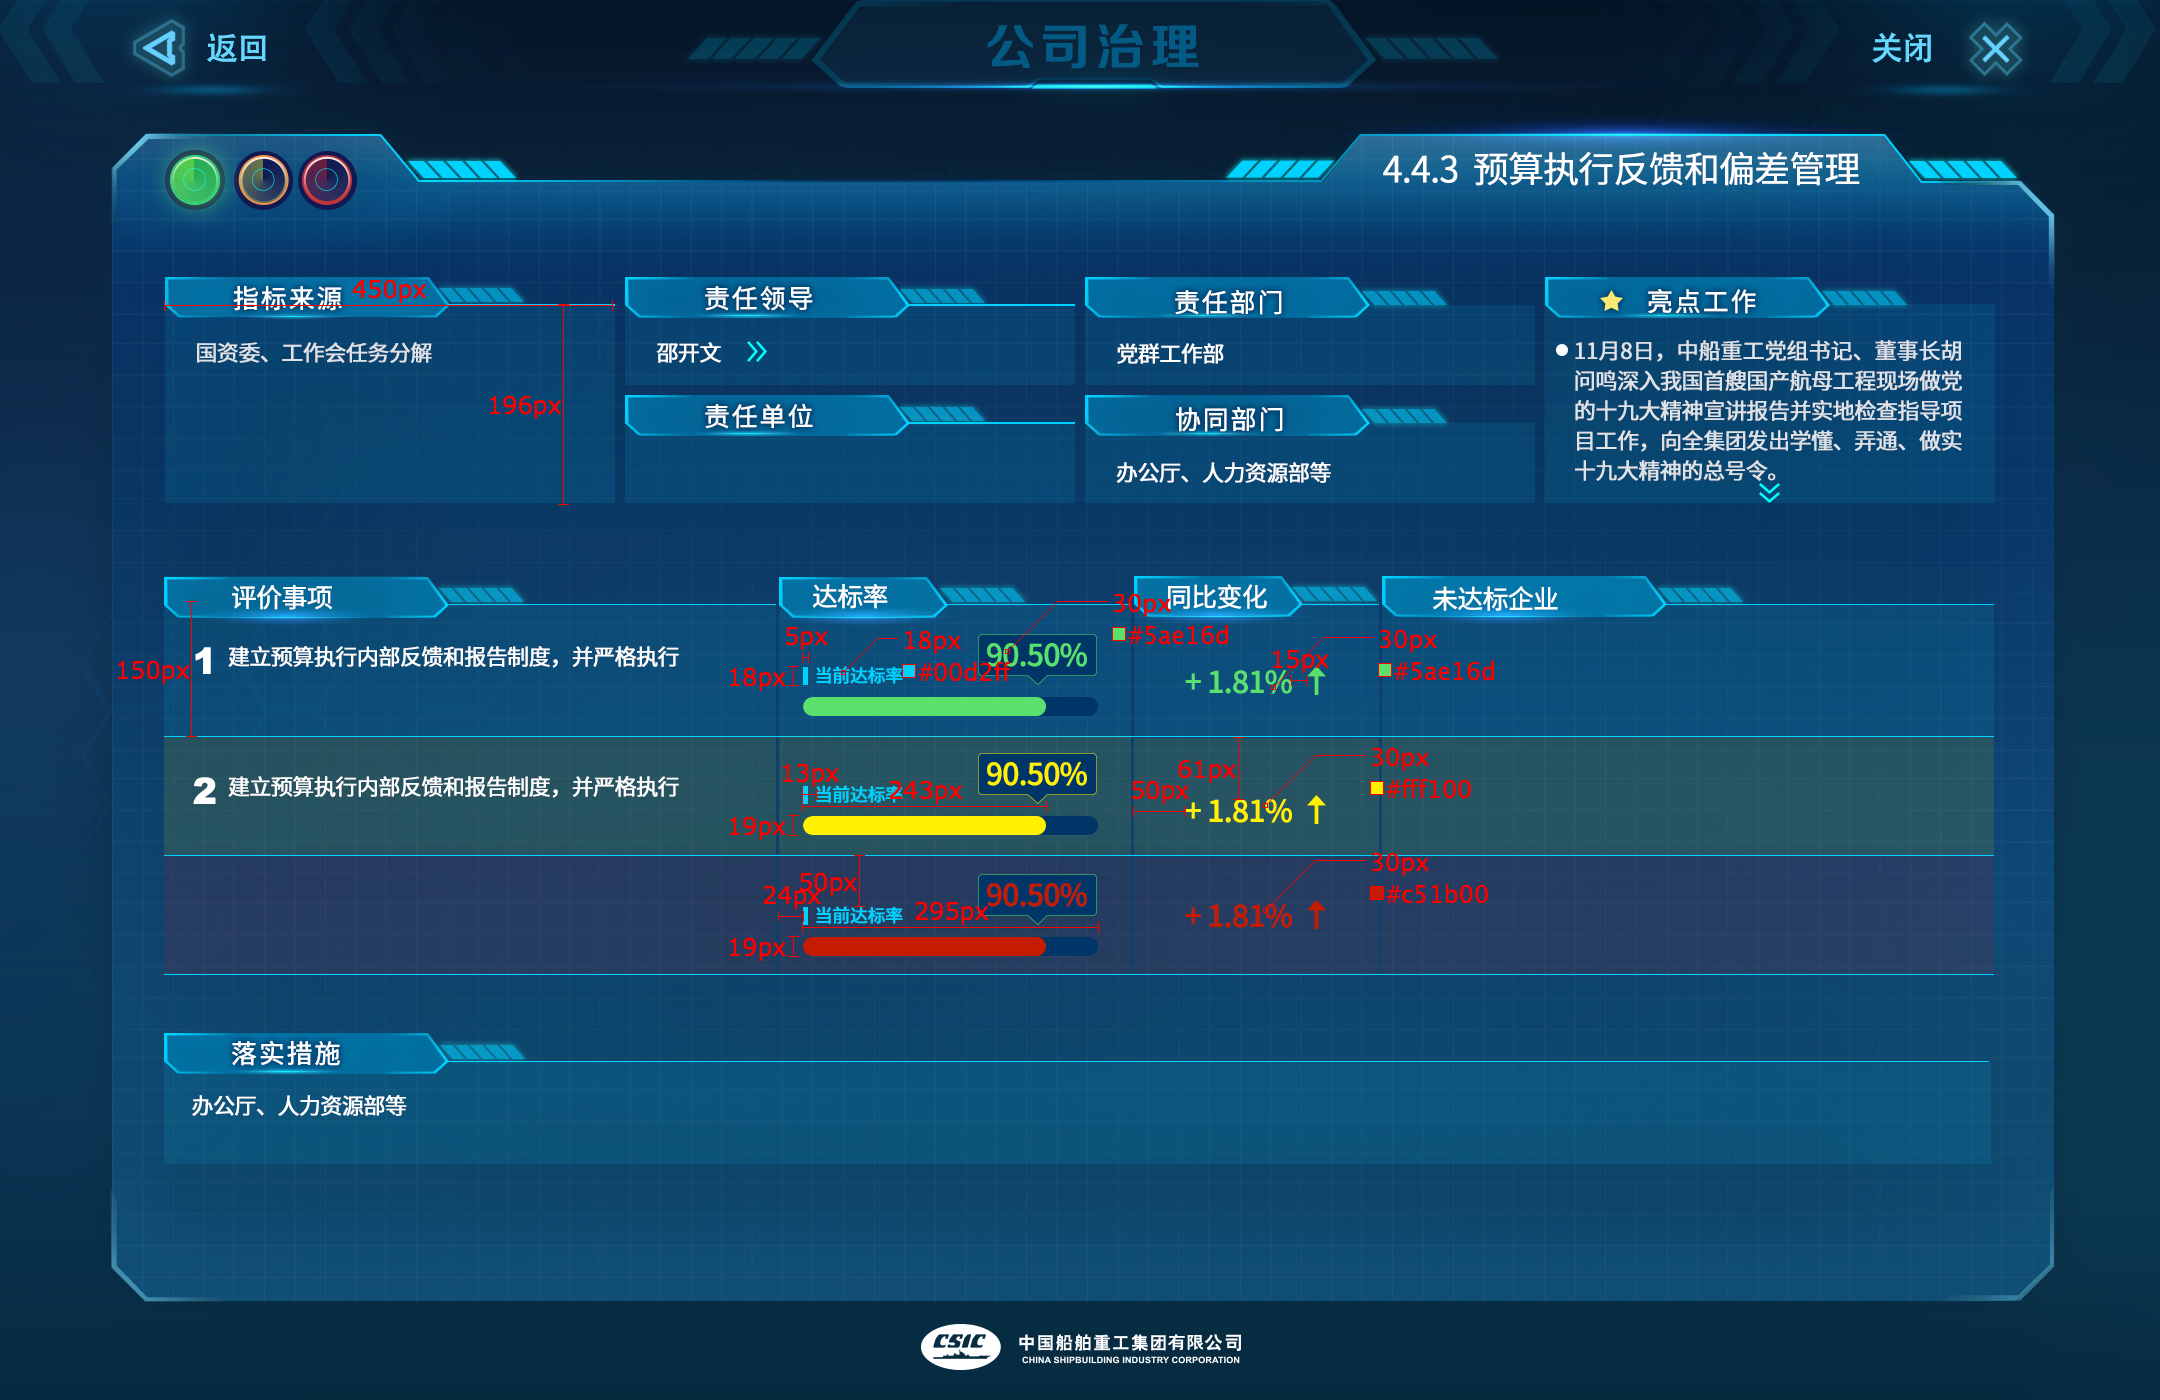 返回
公司治理
关闭
4.4.3 预算执行反馈和偏差管理
指标来源
450px
责任领导
责任部门
亮点工作
国资委、工作会任务分解
196px
邵开文
党群工作部
责任单位
协同部门
办公厅、人力资源部等
11月8日，中船重工党组书记、董事长胡
问鸣深入我国首艘国产航母工程现场做党
的十九大精神宣讲报告并实地检查指导项
目工作，向全集团发出学懂、弄通、做实
十九大精神的总号令。
评价事项
达标率
同比变化
未达标企业
150px
1 建立预算执行内部反馈和报告制度，并严格执行
5px
18px
#00d2ff
18px
当前达标率
90.50%
30px
#5ae16d
+ 1.81%
15px
30px
#5ae16d
2 建立预算执行内部反馈和报告制度，并严格执行
13px
当前达标率
243px
19px
90.50%
50px
61px
+ 1.81%
30px
#fff100
24px
50px
当前达标率
295px
19px
90.50%
+ 1.81%
30px
#c51b00
落实措施
办公厅、人力资源部等
CSIC
中国船舶重工集团有限公司
CHINA SHIPBUILDING INDUSTRY CORPORATION